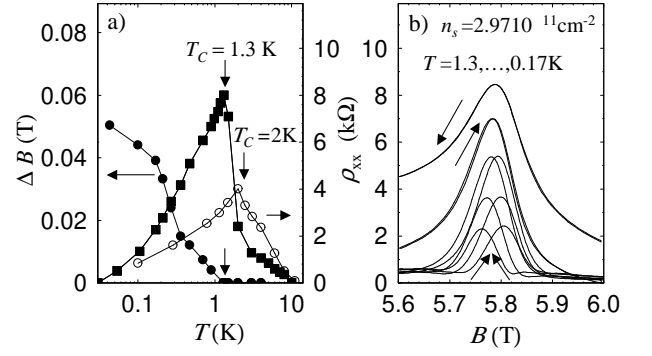 a)
0.08
0.06
0.04
0.02
0
Δ B (T)
T_C = 1.3 K
T_C=2K
10
8
6
4
2
0
ρ_xx (kΩ)
0.1
1
10
T (K)
b) n_s=2.9710 ^11cm^-2
T=1.3,…,0.17K
10
8
6
4
2
0
5.6
5.7
5.8
5.9
6.0
B (T)